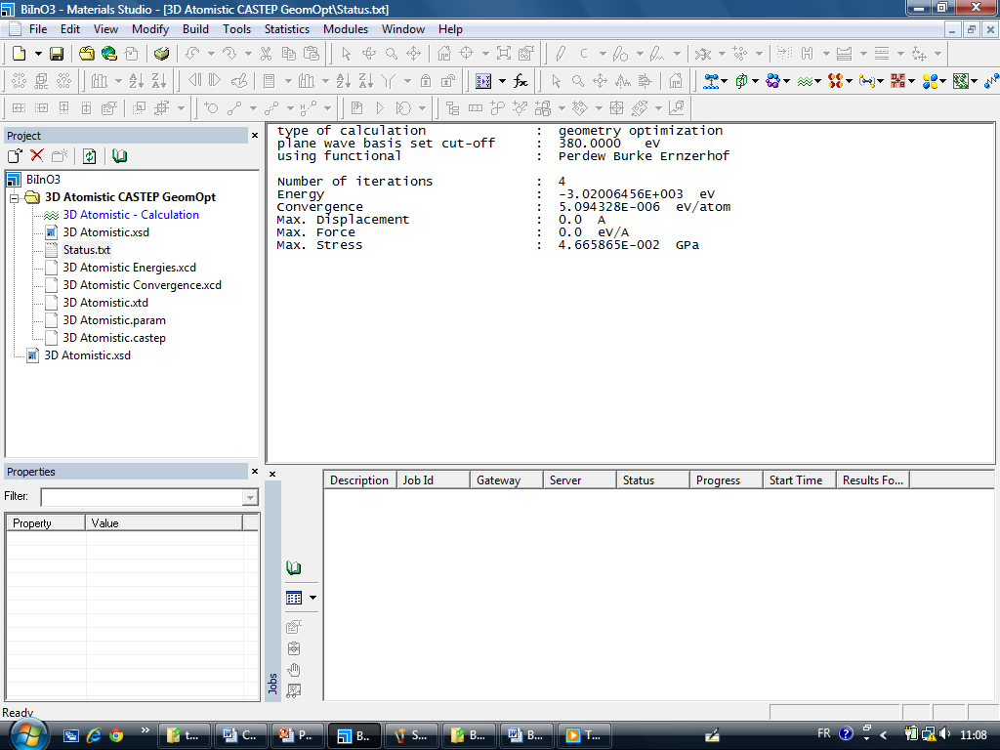 BiInO3 - Materials Studio - [3D Atomistic CASTEP GeomOpt\Status.txt]
File Edit View Modify Build Tools Statistics Modules Window Help
Project
BiInO3
3D Atomistic CASTEP GeomOpt
3D Atomistic - Calculation
3D Atomistic.xsd
Status.txt
3D Atomistic Energies.xcd
3D Atomistic Convergence.xcd
3D Atomistic.xtd
3D Atomistic.param
3D Atomistic.castep
3D Atomistic.xsd
type of calculation : geometry optimization
plane wave basis set cut-off : 380.0000 eV
using functional : Perdew Burke Ernzerhof
Number of iterations : 4
Energy : -3.02006456E+003 eV
Convergence : 5.094328E-006 eV/atom
Max. Displacement : 0.0 A
Max. Force : 0.0 eV/A
Max. Stress : 4.665865E-002 GPa
Properties
Filter:
Property Value
Description Job Id Gateway Server Status Progress Start Time Results Fo...
Jobs
Ready
t... C... P... B... S... B... B... T... FR 11:08